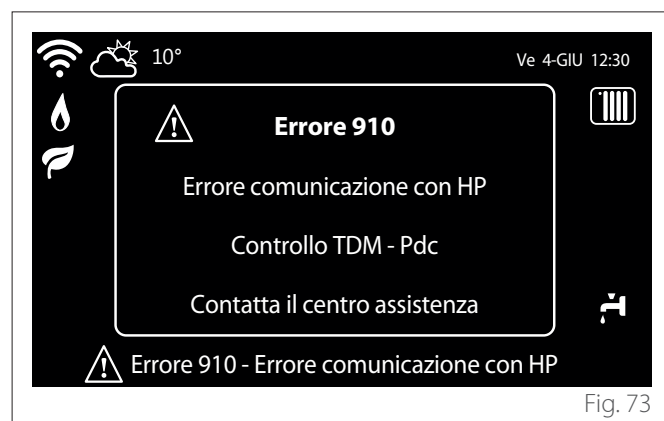 10° Ve 4-GIU 12:30
Errore 910
Errore comunicazione con HP
Controllo TDM - Pdc
Contatta il centro assistenza
Errore 910 - Errore comunicazione con HP
Fig. 73